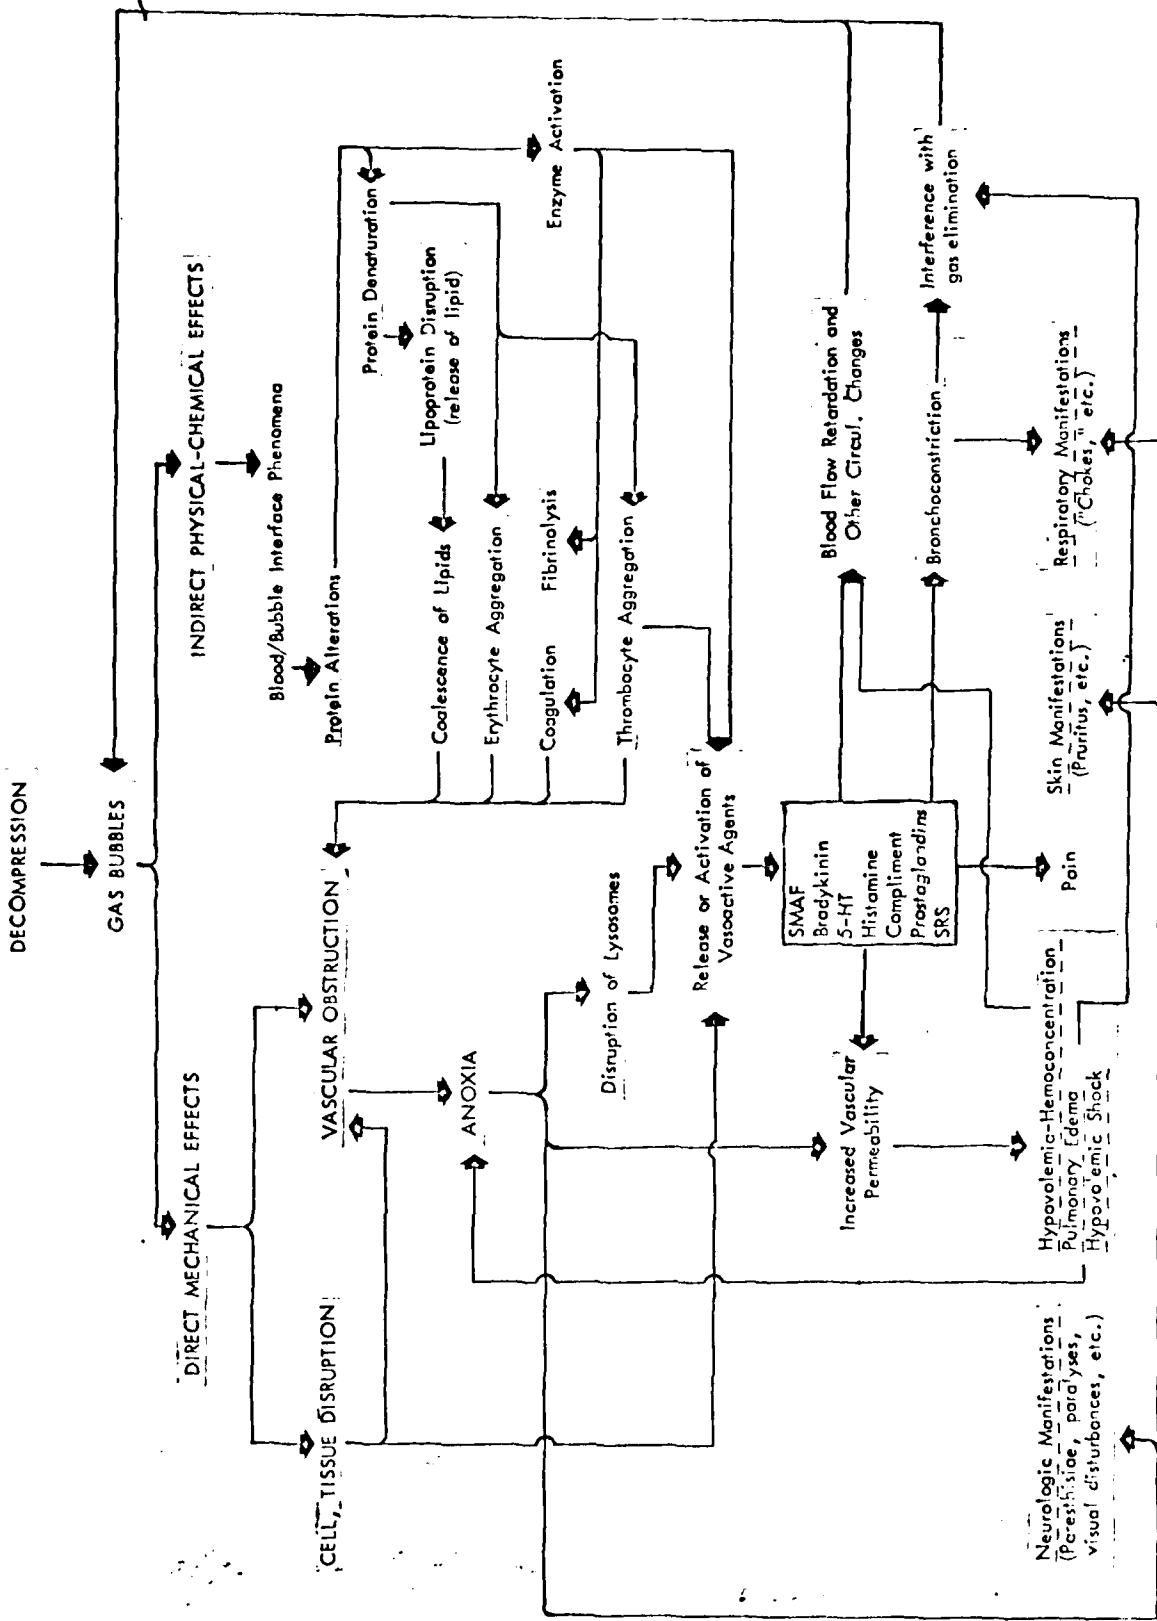 DECOMPRESSION
GAS BUBBLES
DIRECT MECHANICAL EFFECTS
INDIRECT PHYSICAL-CHEMICAL EFFECTS
Blood/Bubble Interface Phenomena
CELL, TISSUE DISRUPTION
VASCULAR OBSTRUCTION
Protein Alterations
Protein Denaturation
Lipoprotein Disruption
(release of lipid)
Enzyme Activation
ANOXIA
Coalescence of Lipids
Erythrocyte Aggregation
Coagulation
Fibrinolysis
Thrombocyte Aggregation
Disruption of Lysosomes
Release or Activation of
Vasoactive Agents
SMAF
Bradykinin
5-HT
Histamine
Compliment
Prostaglandins
SRS
Increased Vascular
Permeability
Blood Flow Retardation and
Other Circul. Changes
Bronchoconstriction
Interference with
gas elimination
Neurologic Manifestations
(Paresthisiae, paralyses,
visual disturbances, etc.)
Hypovolemic-Hemoconcentration
Pulmonary Edema
Hypovolemic Shock
Pain
Skin Manifestations
(Pruritus, etc.)
Respiratory Manifestations
("Chokes," etc.)